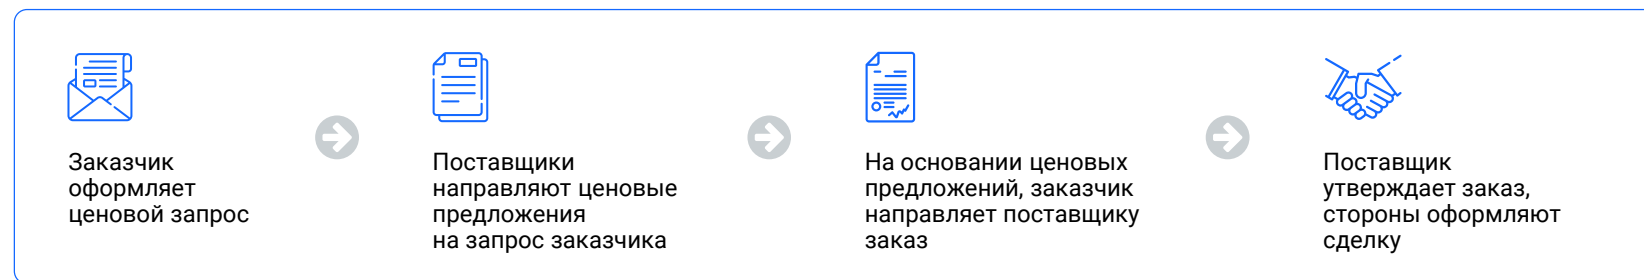 Заказчик
оформляет
ценовой запрос
Поставщики
направляют ценовые
предложения
на запрос заказчика
На основании ценовых
предложений, заказчик
направляет поставщику
заказ
Поставщик
утверждает заказ,
стороны оформляют
сделку